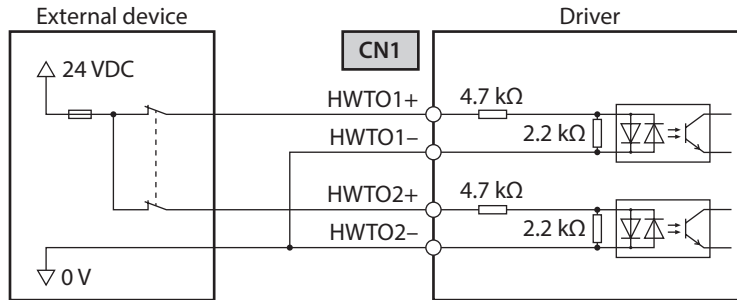 External device
Driver
CN1
24 VDC
HWTO1+
4.7 kΩ
HWTO1−
2.2 kΩ
HWTO2+
4.7 kΩ
HWTO2−
2.2 kΩ
0 V